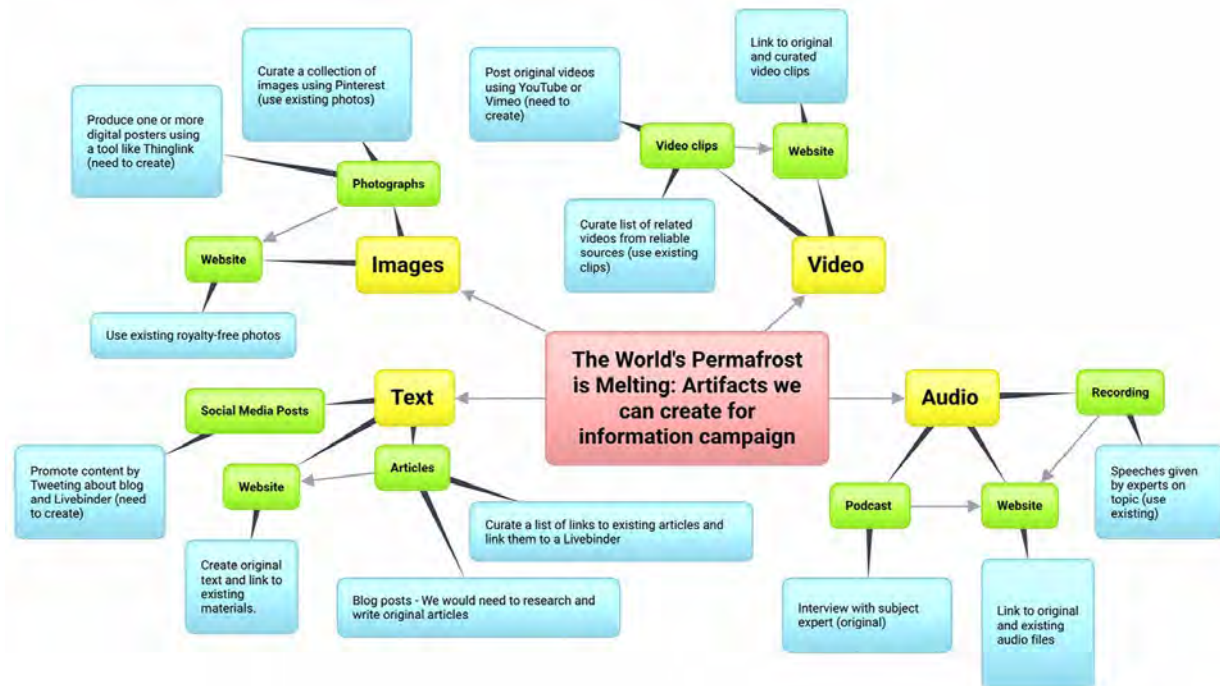 The World's Permafrost
is Melting: Artifacts we
can create for
information campaign
Images
Photographs
Curate a collection of
images using Pinterest
(use existing photos)
Produce one or more
digital posters using
a tool like Thinglink
(need to create)
Website
Use existing royalty-free photos
Video
Video clips
Post original videos
using YouTube or
Vimeo (need to
create)
Curate list of related
videos from reliable
sources (use existing
clips)
Website
Link to original
and curated
video clips
Text
Social Media Posts
Promote content by
Tweeting about blog
and Livebinder (need
to create)
Website
Create original
text and link to
existing
materials.
Articles
Curate a list of links to existing articles and
link them to a Livebinder
Blog posts - We would need to research and
write original articles
Audio
Recording
Speeches given
by experts on
topic (use
existing)
Podcast
Interview with subject
expert (original)
Website
Link to original
and existing
audio files